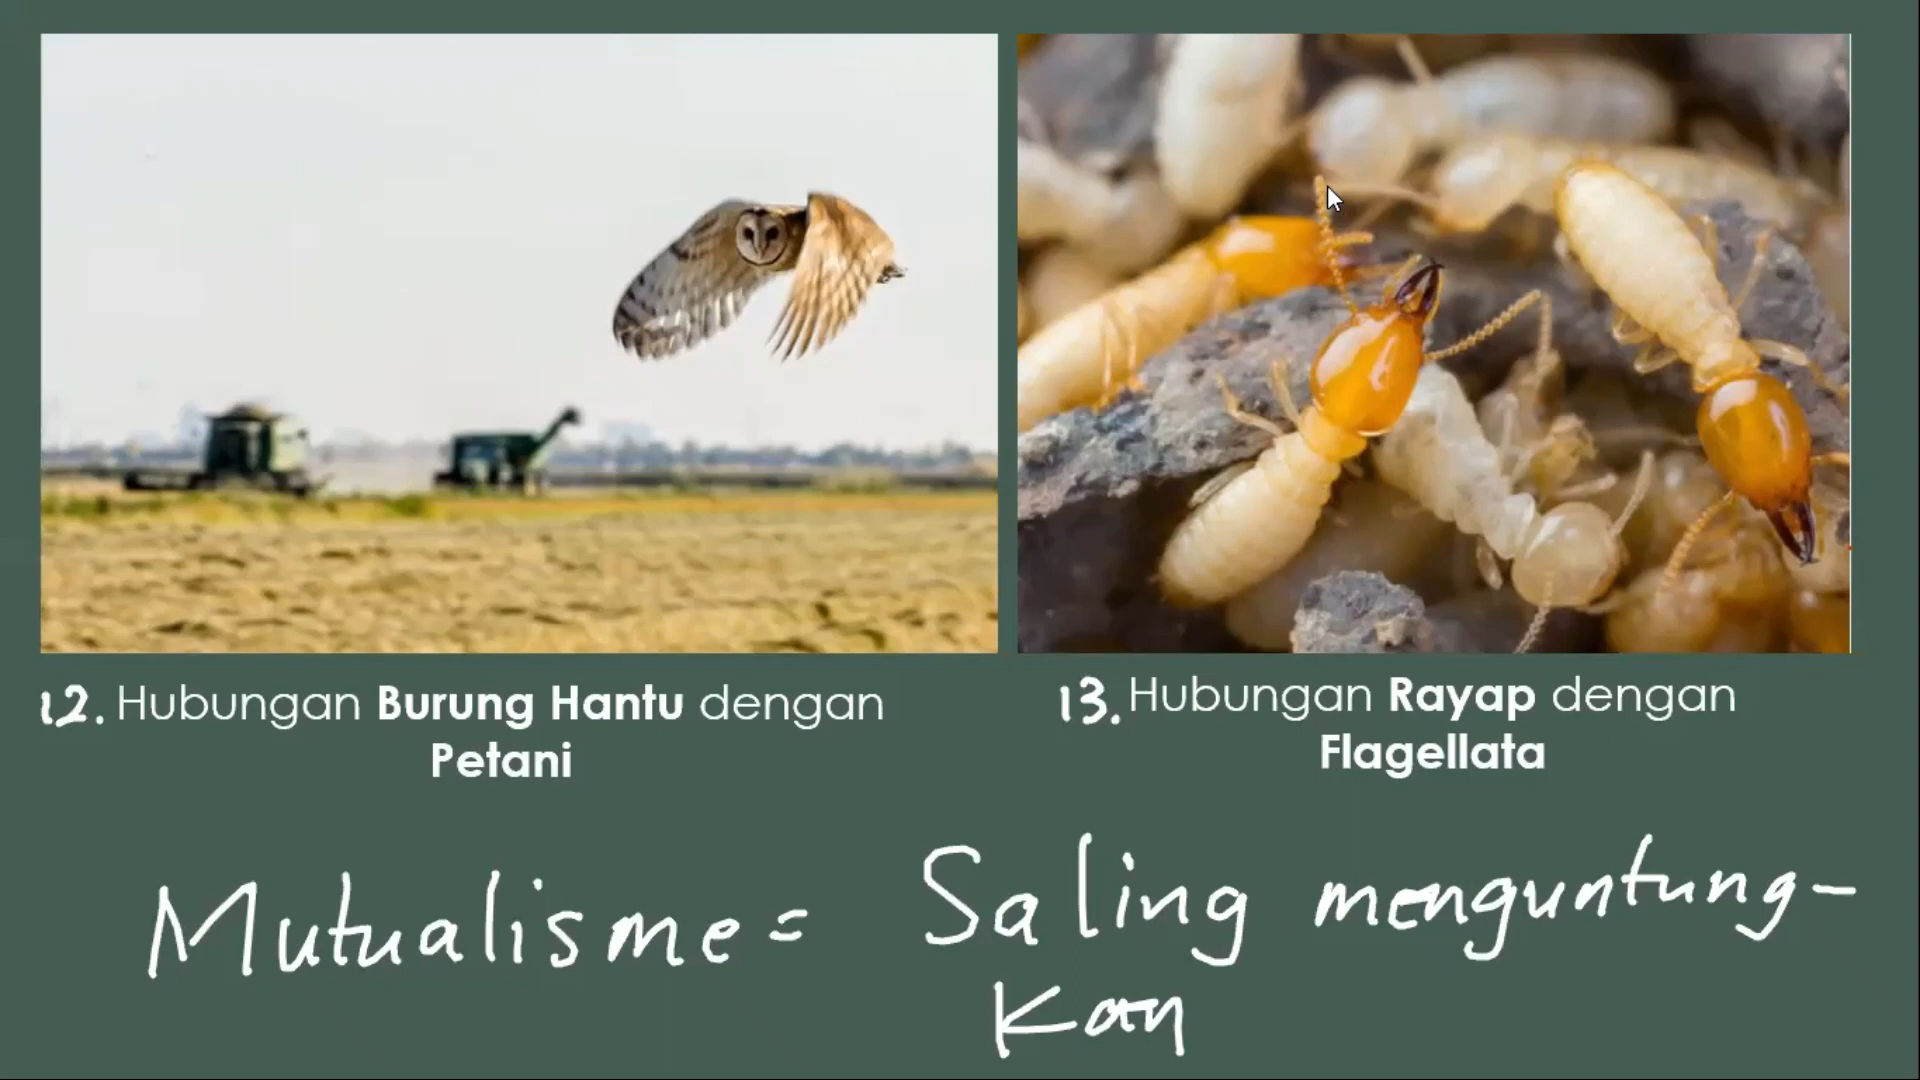 12. Hubungan Burung Hantu dengan
Petani
13. Hubungan Rayap dengan
Flagellata
Mutualisme = Saling menguntung-
kan